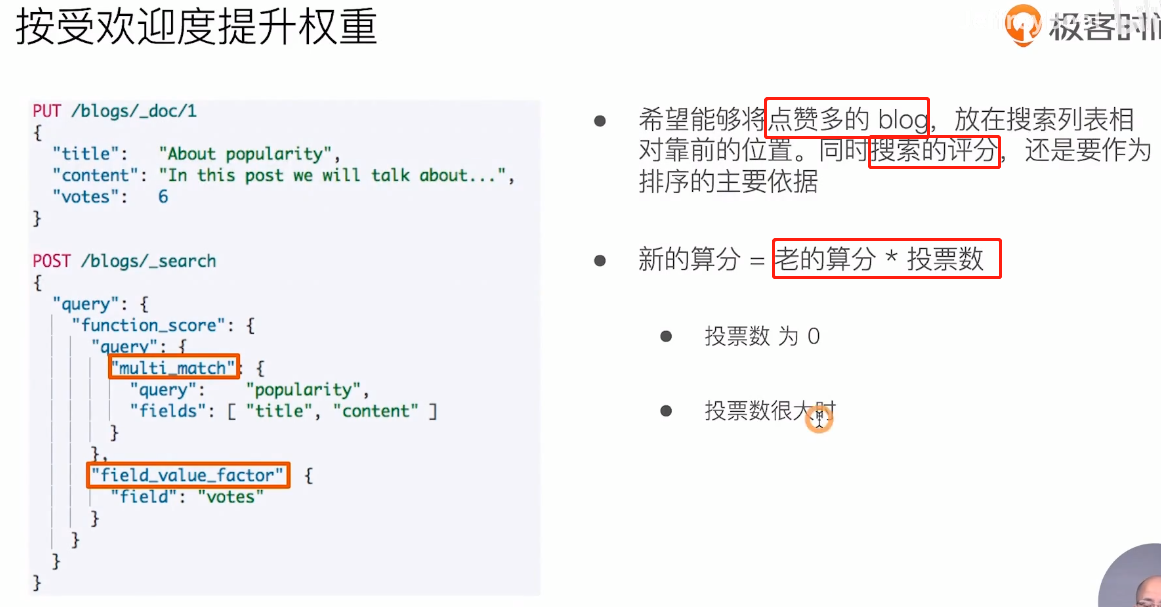 按受欢迎度提升权重
极客时间
PUT /blogs/_doc/1
{
"title": "About popularity",
"content": "In this post we will talk about...",
"votes": 6
}
POST /blogs/_search
{
"query": {
"function_score": {
"query": {
"multi_match": {
"query": "popularity",
"fields": [ "title", "content" ]
}
},
"field_value_factor": {
"field": "votes"
}
}
}
}
希望能够将点赞多的 blog，放在搜索列表相
对靠前的位置。同时搜索的评分，还是要作为
排序的主要依据
新的算分 = 老的算分 * 投票数
投票数 为 0
投票数很大时